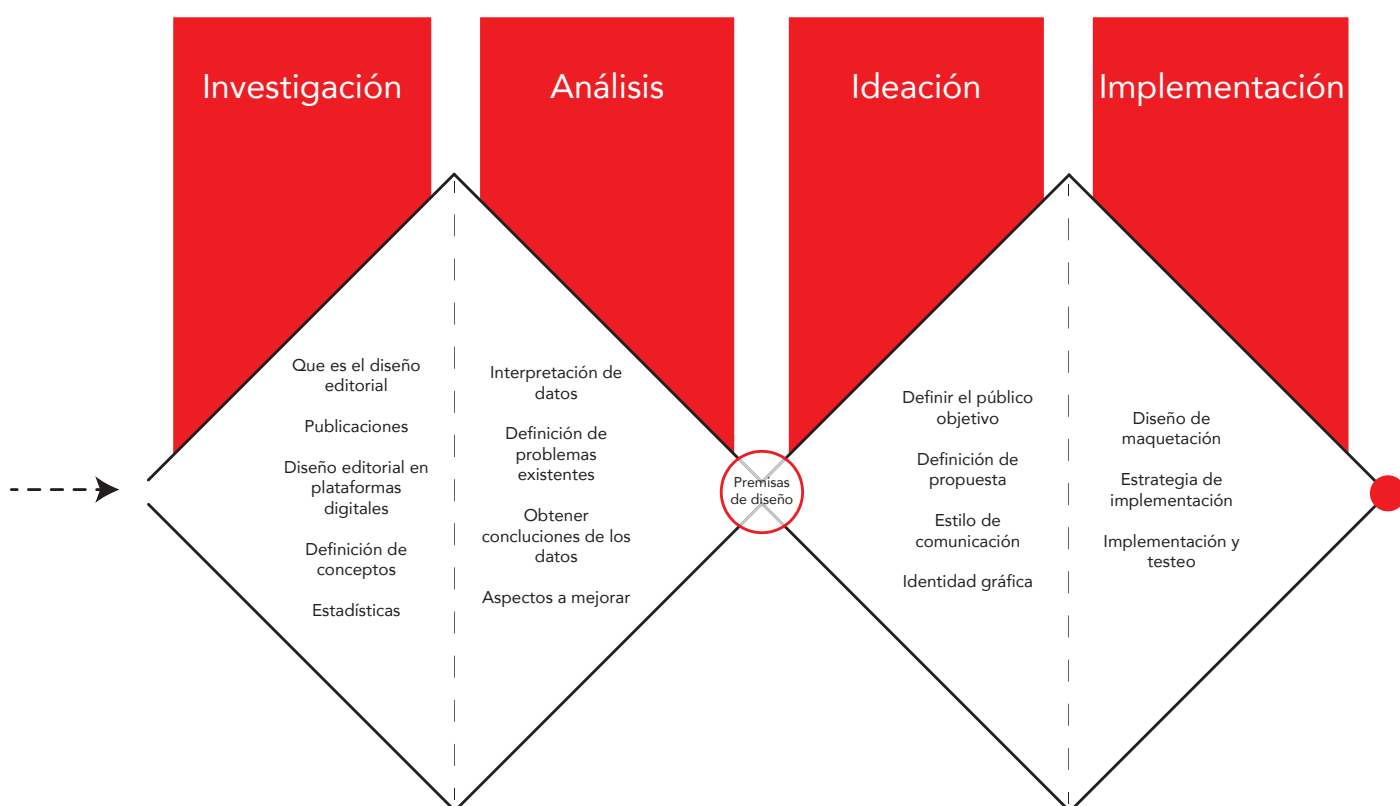 Investigación
Análisis
Ideación
Implementación
Que es el diseño
editorial
Publicaciones
Diseño editorial en
plataformas
digitales
Definición de
conceptos
Estadísticas
Interpretación de
datos
Definición de
problemas
existentes
Obtener
concluciones de los
datos
Aspectos a mejorar
Premisas
de diseño
Definir el público
objetivo
Definición de
propuesta
Estilo de
comunicación
Identidad gráfica
Diseño de
maquetación
Estrategia de
implementación
Implementación y
testeo